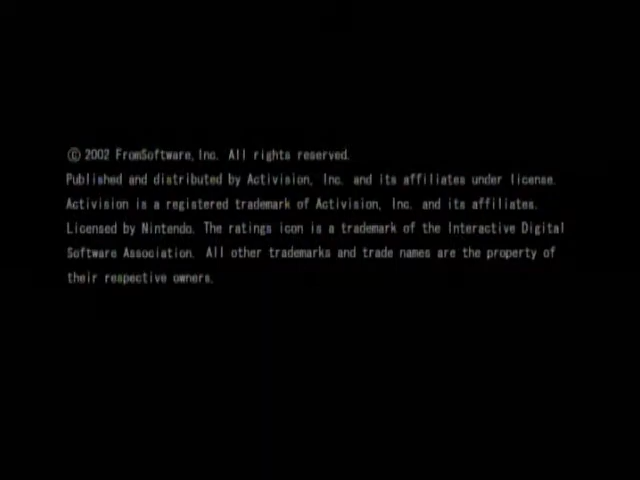 © 2002 FromSoftware, Inc. All rights reserved.
Published and distributed by Activision, Inc. and its affiliates under license.
Activision is a registered trademark of Activision, Inc. and its affiliates.
Licensed by Nintendo. The ratings icon is a trademark of the Interactive Digital
Software Association. All other trademarks and trade names are the property of
their respective owners.